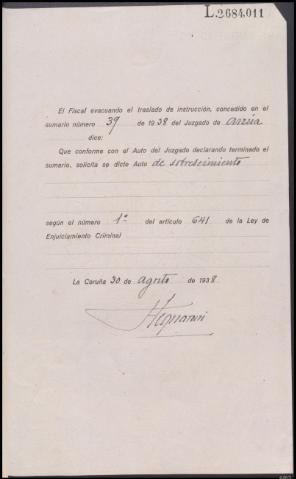 L.2684.011
El Fiscal evacuando el traslado de instrucción, concedido en el
sumario número 39 de 1938 del Juzgado de Arzúa
dice:
Que conforme con el Auto del Juzgado declarando terminado el
sumario, solicita se dicte Auto de sobreseimiento
según el número 1º del artículo 641 de la Ley de
Enjuiciamiento Criminal
La Coruña 30 de agosto de 1938